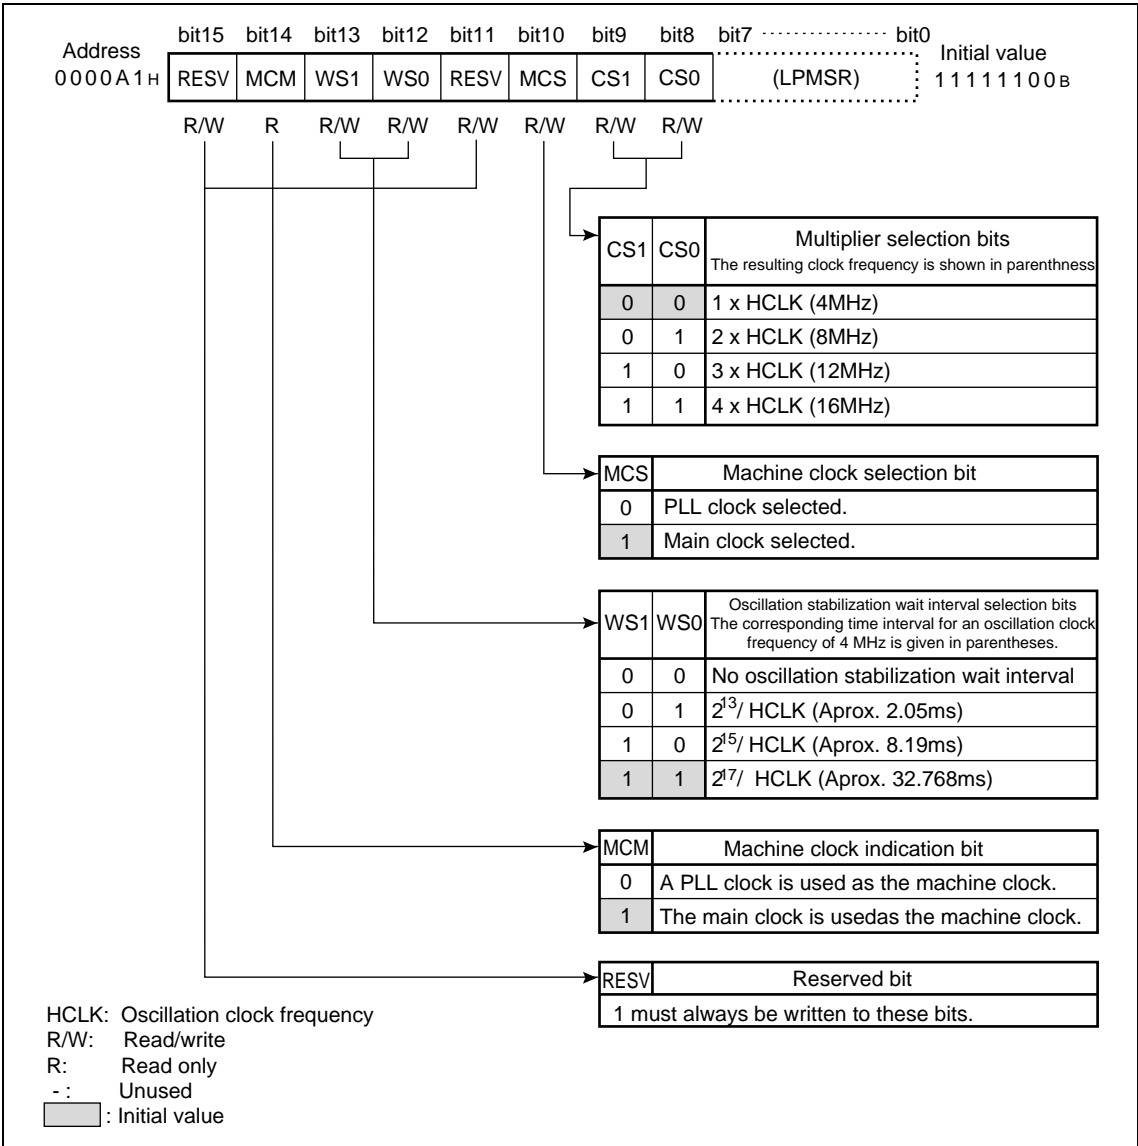 bit15 bit14 bit13 bit12 bit11 bit10 bit9 bit8 bit7 bit0
Address Initial value
0000A1H RESV MCM WS1 WS0 RESV MCS CS1 CS0 (LPMSR) 11111100B
R/W R R/W R/W R/W R/W R/W R/W
CS1 CS0 Multiplier selection bits
The resulting clock frequency is shown in parenthness
0 0 1 x HCLK (4MHz)
0 1 2 x HCLK (8MHz)
1 0 3 x HCLK (12MHz)
1 1 4 x HCLK (16MHz)
MCS Machine clock selection bit
0 PLL clock selected.
1 Main clock selected.
WS1 WS0 Oscillation stabilization wait interval selection bits
The corresponding time interval for an oscillation clock
frequency of 4 MHz is given in parentheses.
0 0 No oscillation stabilization wait interval
0 1 2¹³/ HCLK (Aprox. 2.05ms)
1 0 2¹⁵/ HCLK (Aprox. 8.19ms)
1 1 2¹⁷/ HCLK (Aprox. 32.768ms)
MCM Machine clock indication bit
0 A PLL clock is used as the machine clock.
1 The main clock is usedas the machine clock.
RESV Reserved bit
1 must always be written to these bits.
HCLK: Oscillation clock frequency
R/W: Read/write
R: Read only
- : Unused
: Initial value